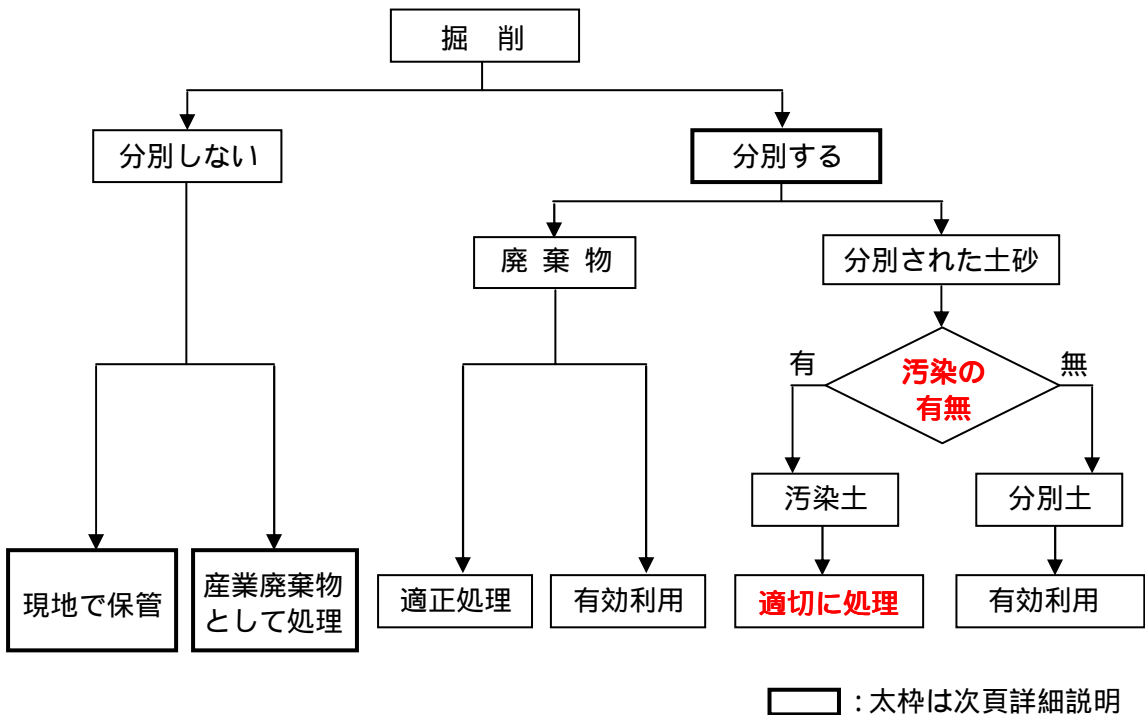 掘 削
分別しない
分別する
廃 棄 物
分別された土砂
有
汚染の
有無
無
汚染土
分別土
現地で保管
産業廃棄物
として処理
適正処理
有効利用
適切に処理
有効利用
:太枠は次頁詳細説明